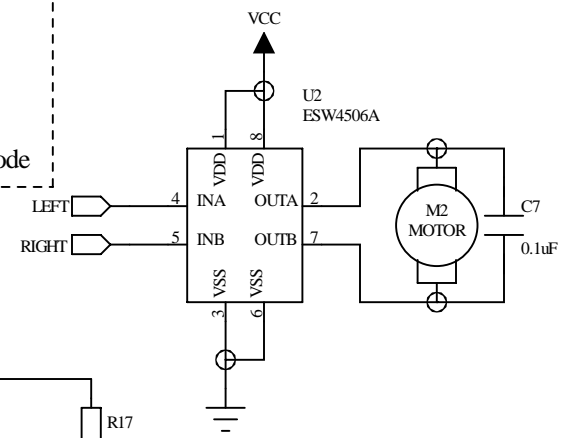 VCC
U2
ESW4506A
1
8
VDD
VDD
ode
LEFT
4
INA
OUTA
2
M2
MOTOR
C7
0.1uF
RIGHT
5
INB
OUTB
7
VSS
VSS
3
6
R17